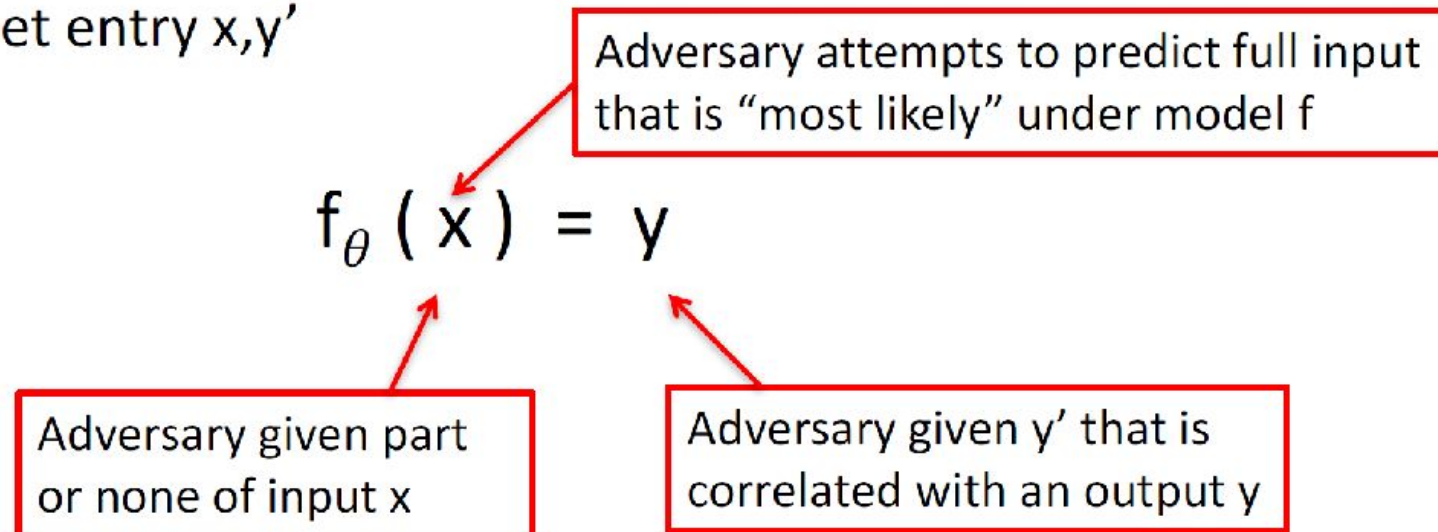 et entry x,y’
Adversary attempts to predict full input
that is “most likely” under model f
f_θ ( x ) = y
Adversary given part
or none of input x
Adversary given y’ that is
correlated with an output y